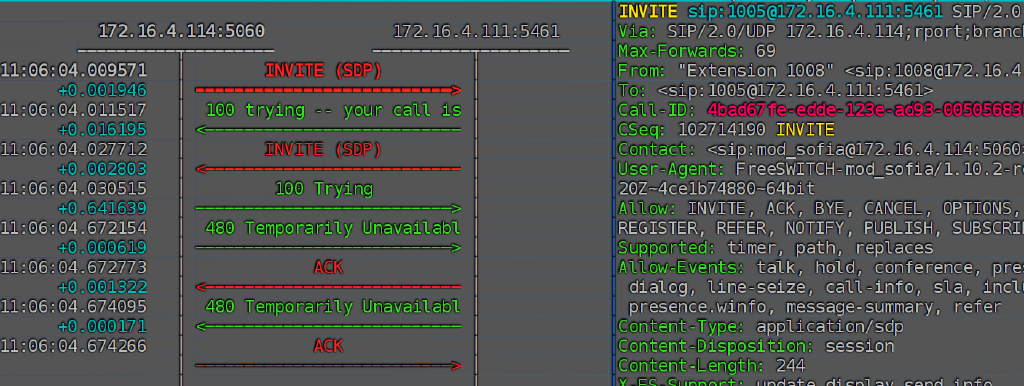 172.16.4.114:5060 172.16.4.111:5461
11:06:04.009571 INVITE (SDP)
+0.001946
11:06:04.011517 100 trying -- your call is
+0.016195
11:06:04.027712 INVITE (SDP)
+0.002803
11:06:04.030515 100 Trying
+0.641639
11:06:04.672154 480 Temporarily Unavailabl
+0.000619
11:06:04.672773 ACK
+0.001322
11:06:04.674095 480 Temporarily Unavailabl
+0.000171
11:06:04.674266 ACK
INVITE sip:1005@172.16.4.111:5461 SIP/2.0
Via: SIP/2.0/UDP 172.16.4.114;rport;branc
Max-Forwards: 69
From: "Extension 1008" <sip:1008@172.16.4
To: <sip:1005@172.16.4.111:5461>
Call-ID: 4bad67fe-edde-123e-ad93-00505683
CSeq: 102714190 INVITE
Contact: <sip:mod_sofia@172.16.4.114:5060>
User-Agent: FreeSWITCH-mod_sofia/1.10.2-re
20Z~4ce1b74880~64bit
Allow: INVITE, ACK, BYE, CANCEL, OPTIONS,
REGISTER, REFER, NOTIFY, PUBLISH, SUBSCRI
Supported: timer, path, replaces
Allow-Events: talk, hold, conference, pres
dialog, line-seize, call-info, sla, inclu
presence.winfo, message-summary, refer
Content-Type: application/sdp
Content-Disposition: session
Content-Length: 244
X-FS-Support: update_display,send_info